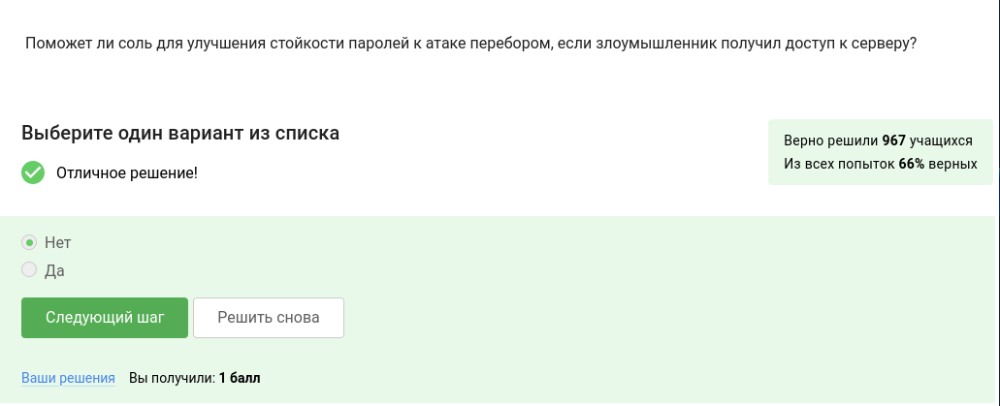 Поможет ли соль для улучшения стойкости паролей к атаке перебором, если злоумышленник получил доступ к серверу?
Выберите один вариант из списка
Отличное решение!
Верно решили 967 учащихся
Из всех попыток 66% верных
Нет
Да
Следующий шаг
Решить снова
Ваши решения
Вы получили: 1 балл